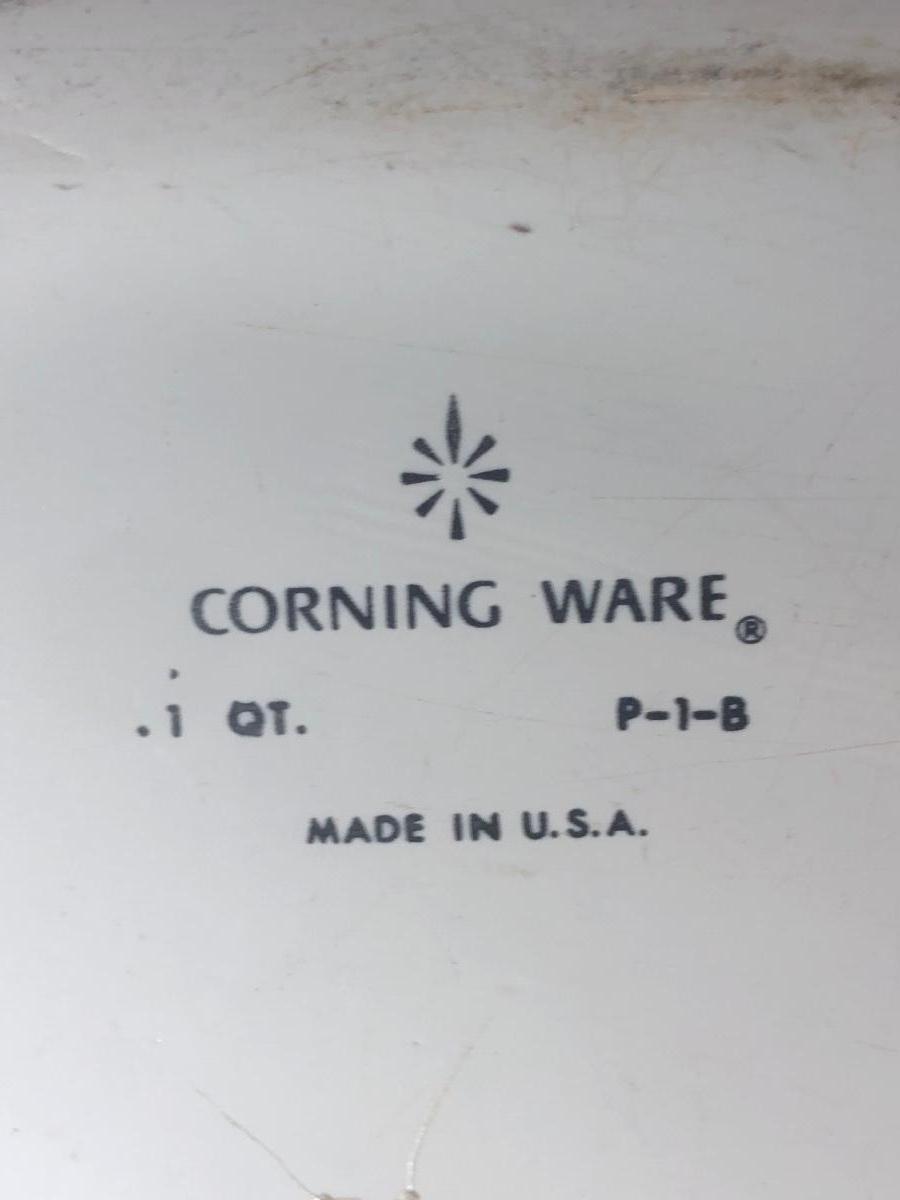 CORNING WARE®
.1 QT. P-1-B
MADE IN U.S.A.